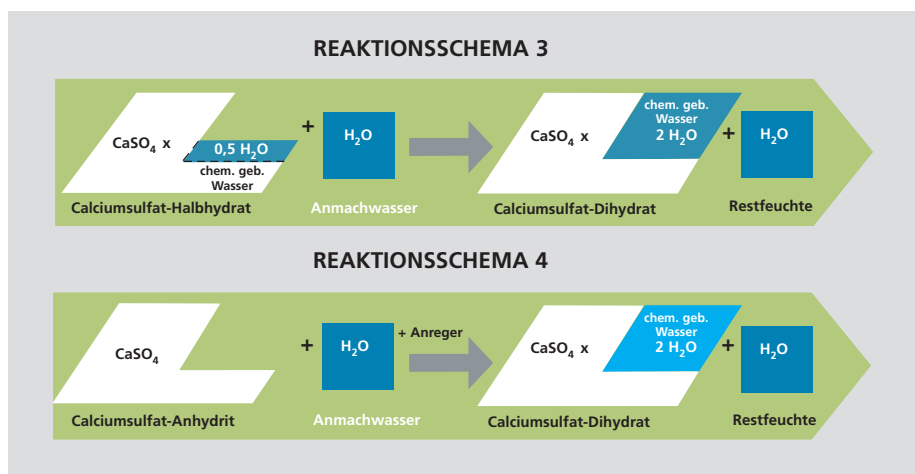 REAKTIONSSCHEMA 3
CaSO₄ x
0,5 H₂O
chem. geb.
Wasser
+
H₂O
CaSO₄ x
chem. geb.
Wasser
2 H₂O
+
H₂O
Calciumsulfat-Halbhydrat
Anmachwasser
Calciumsulfat-Dihydrat
Restfeuchte
REAKTIONSSCHEMA 4
CaSO₄
+
H₂O
+ Anreger
CaSO₄ x
chem. geb.
Wasser
2 H₂O
+
H₂O
Calciumsulfat-Anhydrit
Anmachwasser
Calciumsulfat-Dihydrat
Restfeuchte